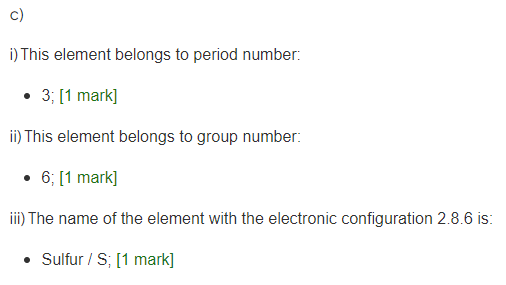 c)
i) This element belongs to period number:
• 3; [1 mark]
ii) This element belongs to group number:
• 6; [1 mark]
iii) The name of the element with the electronic configuration 2.8.6 is:
• Sulfur / S; [1 mark]